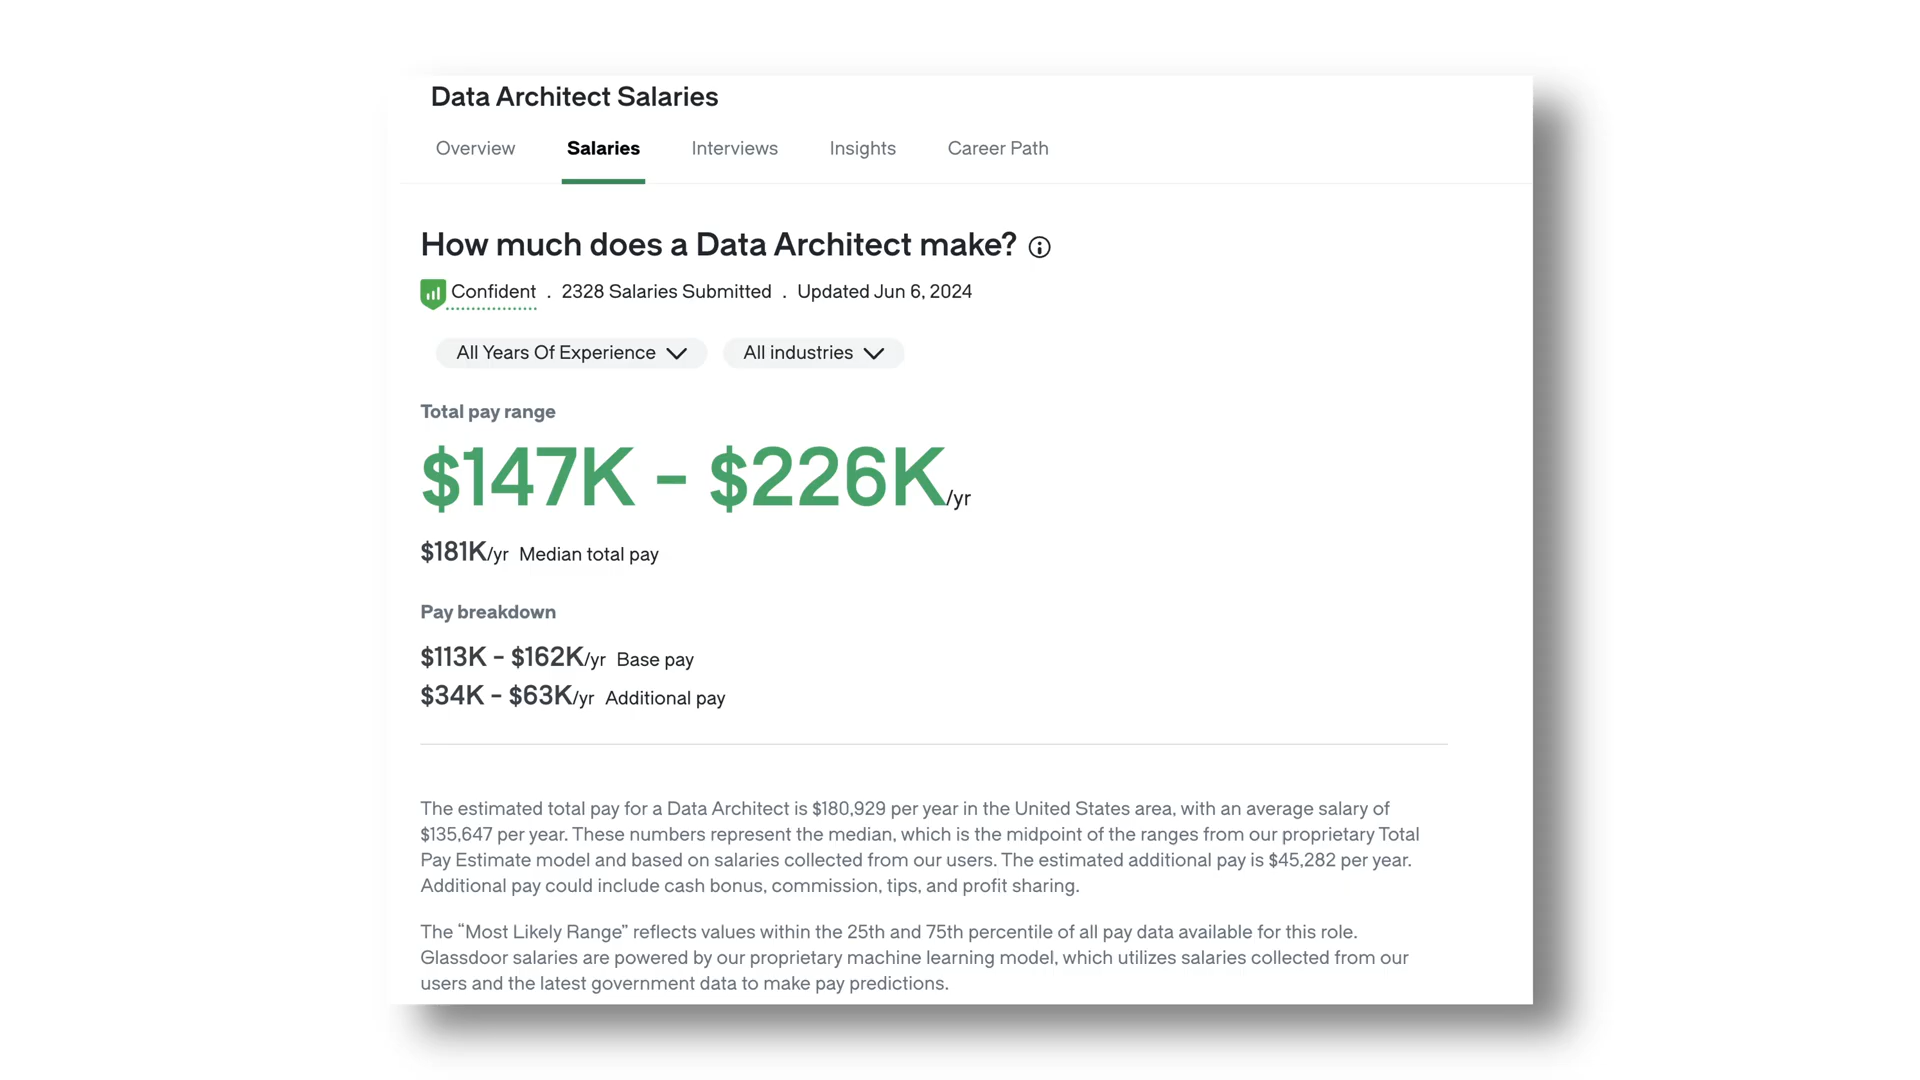 Data Architect Salaries
Overview Salaries Interviews Insights Career Path
How much does a Data Architect make?
Confident . 2328 Salaries Submitted . Updated Jun 6, 2024
All Years Of Experience All industries
Total pay range
$147K - $226K/yr
$181K/yr Median total pay
Pay breakdown
$113K - $162K/yr Base pay
$34K - $63K/yr Additional pay
The estimated total pay for a Data Architect is $180,929 per year in the United States area, with an average salary of
$135,647 per year. These numbers represent the median, which is the midpoint of the ranges from our proprietary Total
Pay Estimate model and based on salaries collected from our users. The estimated additional pay is $45,282 per year.
Additional pay could include cash bonus, commission, tips, and profit sharing.
The “Most Likely Range” reflects values within the 25th and 75th percentile of all pay data available for this role.
Glassdoor salaries are powered by our proprietary machine learning model, which utilizes salaries collected from our
users and the latest government data to make pay predictions.